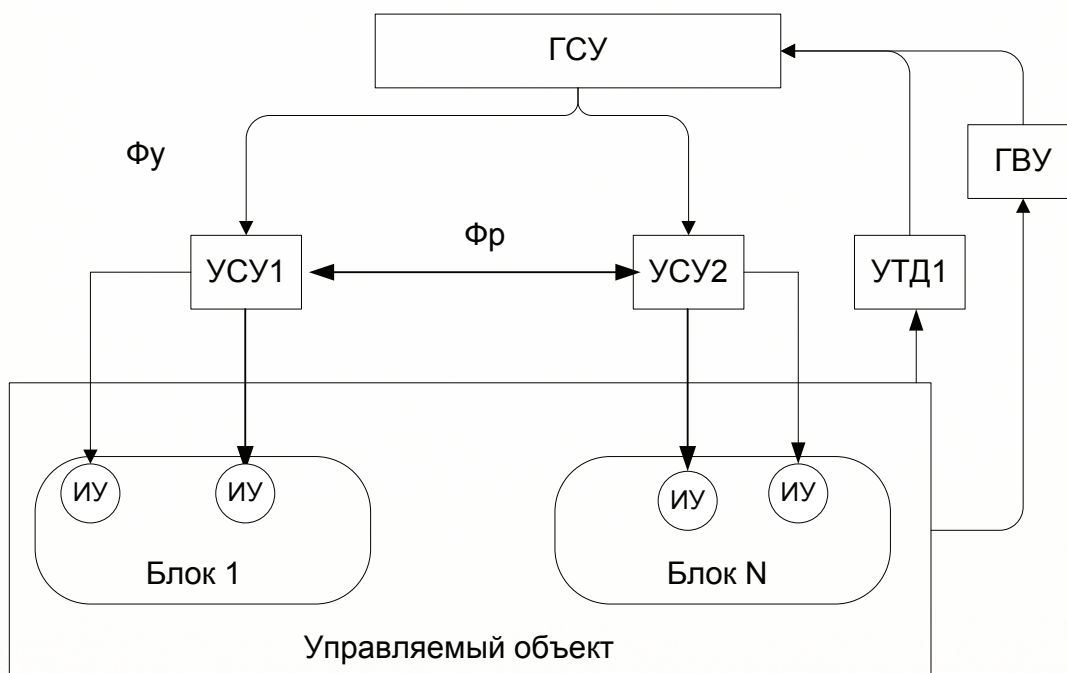 ГСУ
Фу
ГВУ
Фр
УСУ1
УСУ2
УТД1
ИУ
ИУ
ИУ
ИУ
Блок 1
Блок N
Управляемый объект